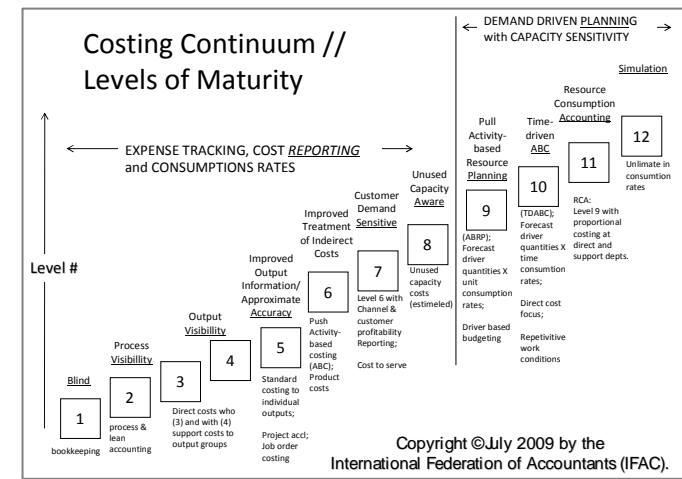 Costing Continuum //
Levels of Maturity
DEMAND DRIVEN PLANNING
with CAPACITY SENSITIVITY
EXPENSE TRACKING, COST REPORTING
and CONSUMPTIONS RATES
Level #
Blind
1
bookkeeping
Process
Visibillity
2
process &
lean
accounting
Output
Visibillity
3
4
Direct costs who
(3) and with (4)
support costs to
output groups
Improved
Output
Information/
Approximate
Accuracy
5
Standard
costing to
individual
outputs;
Project accl;
Job order
costing
Improved
Treatment
of Indeirect
Costs
6
Push
Activity-
based
costing
(ABC);
Product
costs
Customer
Demand
Sensitive
7
Level 6 with
Channel &
customer
profitability
Reporting;
Cost to serve
Unused
Capacity
Aware
8
Unused
capacity
costs
(estimeled)
Pull
Activity-
based
Resource
Planning
9
(ABRP);
Forecast
driver
quantities X
unit
consumption
rates;
Driver based
budgeting
Time-
driven
ABC
10
(TDABC);
Forecast
driver
quantities X
time
consumtion
rates;
Direct cost
focus;
Repetivitive
work
conditions
Resource
Consumption
Accounting
11
RCA:
Level 9 with
proportional
costing at
direct and
support depts.
Simulation
12
Unlimate in
consumtion
rates
Copyright ©July 2009 by the
International Federation of Accountants (IFAC).